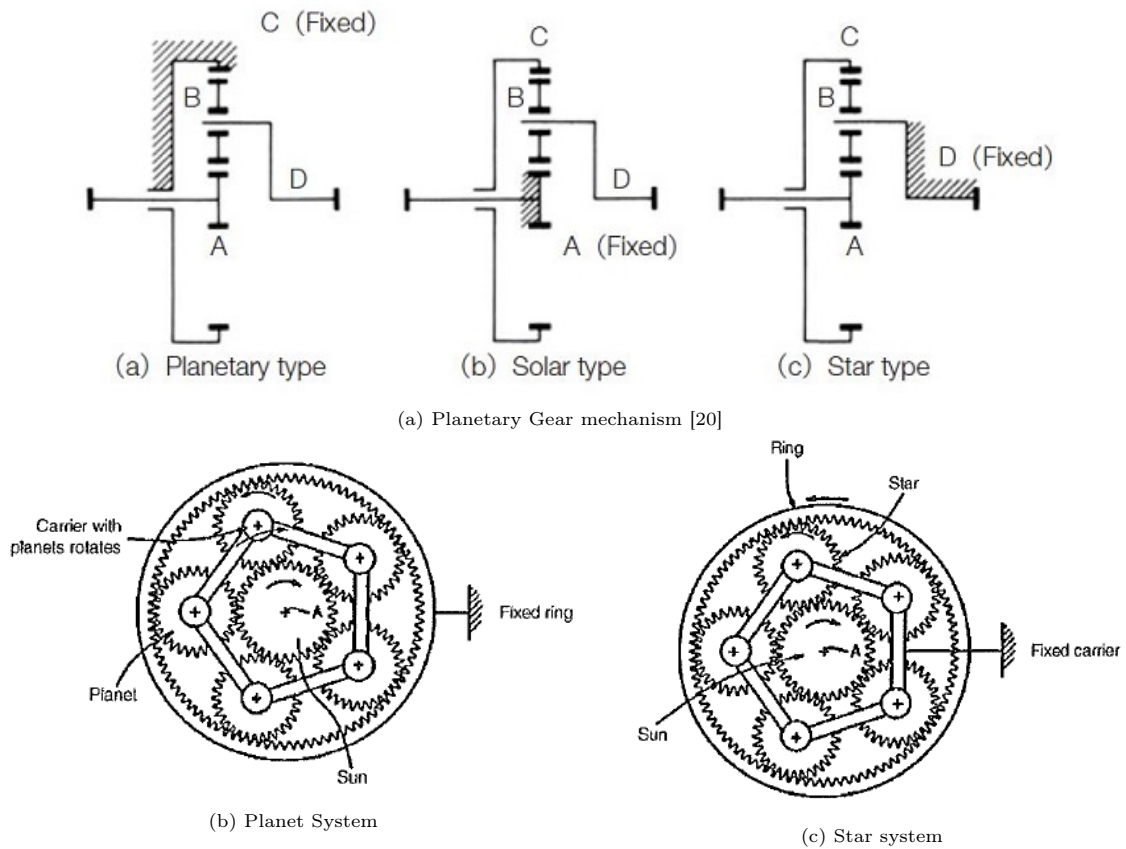 C (Fixed)
B
D
A
(a) Planetary type
C
B
D
A (Fixed)
(b) Solar type
C
B
D (Fixed)
A
(c) Star type
(a) Planetary Gear mechanism [20]
Carrier with
planets rotates
A
Fixed ring
Planet
Sun
(b) Planet System
Ring
Star
A
Fixed carrier
Sun
(c) Star system